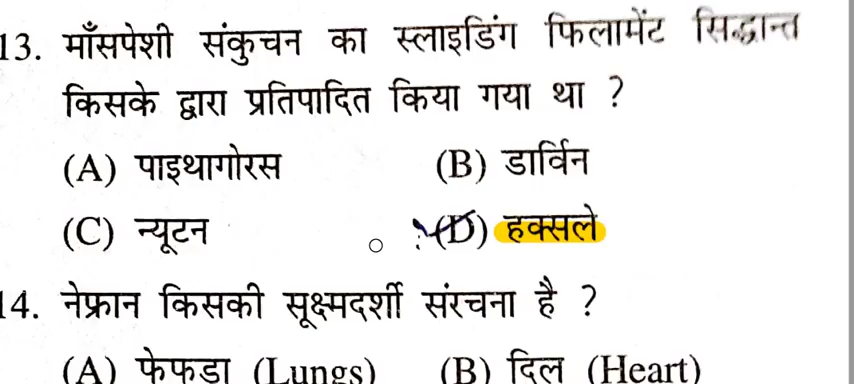 13. माँसपेशी संकुचन का स्लाइडिंग फिलामेंट सिद्धान्त
किसके द्वारा प्रतिपादित किया गया था ?
(A) पाइथागोरस (B) डार्विन
(C) न्यूटन (D) हक्सले
14. नेफ्रान किसकी सूक्ष्मदर्शी संरचना है ?
(A) फेफडा (Lungs) (B) दिल (Heart)